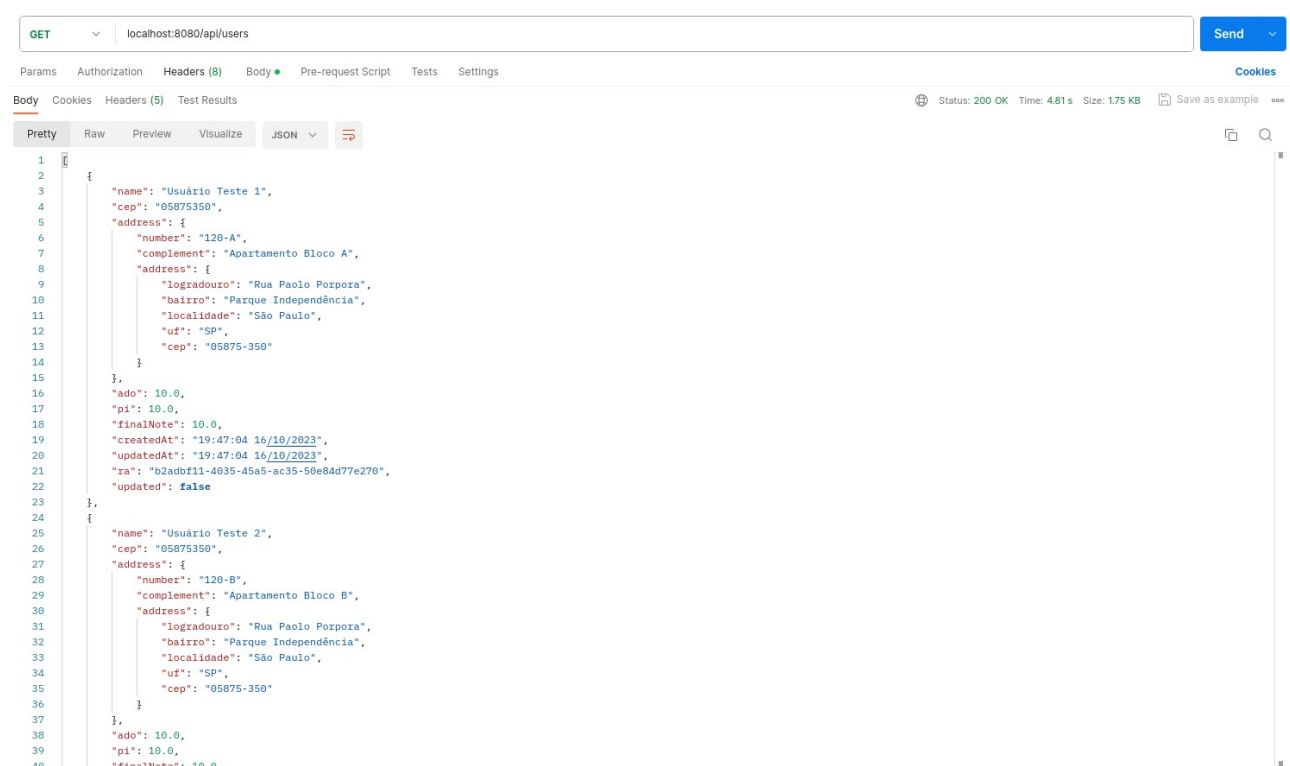 GET localhost:8080/api/users Send
Params Authorization Headers (8) Body Pre-request Script Tests Settings Cookies
Body Cookies Headers (5) Test Results Status: 200 OK Time: 4.81 s Size: 1.75 KB Save as example
Pretty Raw Preview Visualize JSON
1 [
2 {
3 "name": "Usuário Teste 1",
4 "cep": "05875350",
5 "address": {
6 "number": "120-A",
7 "complement": "Apartamento Bloco A",
8 "address": {
9 "logradouro": "Rua Paolo Porpora",
10 "bairro": "Parque Independência",
11 "localidade": "São Paulo",
12 "uf": "SP",
13 "cep": "05875-350"
14 }
15 },
16 "ado": 10.0,
17 "pi": 10.0,
18 "finalNote": 10.0,
19 "createdAt": "19:47:04 16/10/2023",
20 "updatedAt": "19:47:04 16/10/2023",
21 "ra": "b2adbf11-4035-45a5-ac35-50e84d77e270",
22 "updated": false
23 },
24 {
25 "name": "Usuário Teste 2",
26 "cep": "05875350",
27 "address": {
28 "number": "120-B",
29 "complement": "Apartamento Bloco B",
30 "address": {
31 "logradouro": "Rua Paolo Porpora",
32 "bairro": "Parque Independência",
33 "localidade": "São Paulo",
34 "uf": "SP",
35 "cep": "05875-350"
36 }
37 },
38 "ado": 10.0,
39 "pi": 10.0,
40 "finalNote": 10.0